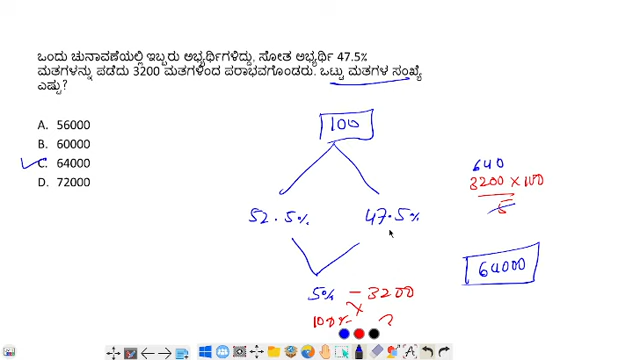 ಒಂದು ಚುನಾವಣೆಯಲ್ಲಿ ಇಬ್ಬರು ಅಭ್ಯರ್ಥಿಗಳಿದ್ದು, ಸೋತ ಅಭ್ಯರ್ಥಿ 47.5%
ಮತಗಳನ್ನು ಪಡೆದು 3200 ಮತಗಳಿಂದ ಪರಾಭವಗೊಂಡರು. ಒಟ್ಟು ಮತಗಳ ಸಂಖ್ಯೆ
ಎಷ್ಟು?
A. 56000
B. 60000
C. 64000
D. 72000
100
52.5% 47.5%
5% – 3200
100% ?
640
3200 × 100
5
64000